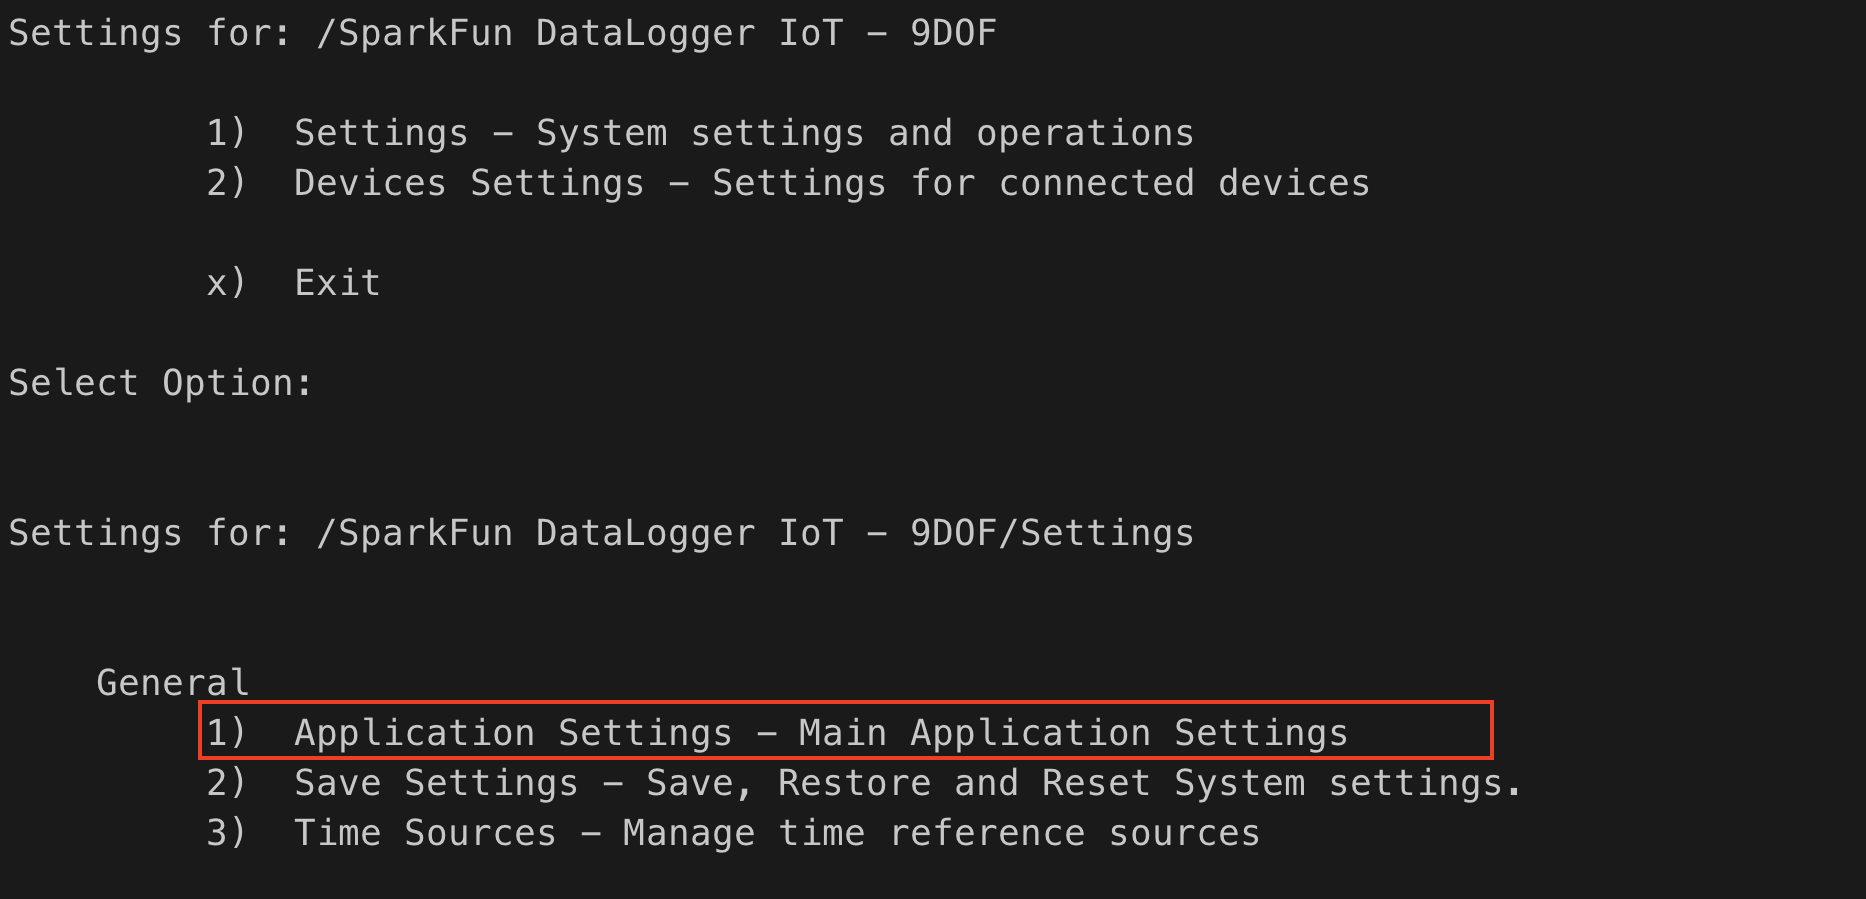 Settings for: /SparkFun DataLogger IoT – 9DOF
1) Settings – System settings and operations
2) Devices Settings – Settings for connected devices
x) Exit
Select Option:
Settings for: /SparkFun DataLogger IoT – 9DOF/Settings
General
1) Application Settings – Main Application Settings
2) Save Settings – Save, Restore and Reset System settings.
3) Time Sources – Manage time reference sources